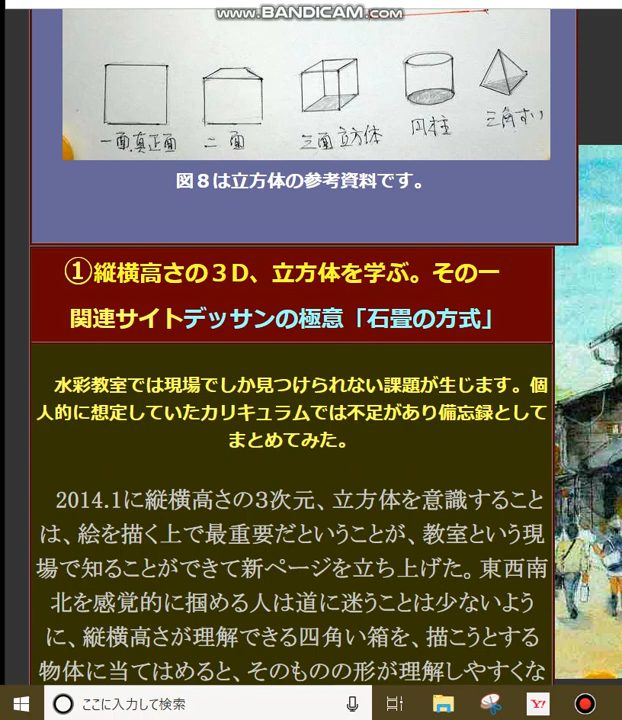 www.BANDICAM.com
一面真正面
二面
三面立方体
円柱
三角すい
図８は立方体の参考資料です。
①縦横高さの３D、立方体を学ぶ。その一
関連サイトデッサンの極意「石畳の方式」
水彩教室では現場でしか見つけられない課題が生じます。個
人的に想定していたカリキュラムでは不足があり備忘録として
まとめてみた。
2014.1に縦横高さの3次元、立方体を意識すること
は、絵を描く上で最重要だということが、教室という現
場で知ることができて新ページを立ち上げた。東西南
北を感覚的に掴める人は道に迷うことは少ないよう
に、縦横高さが理解できる四角い箱を、描こうとする
物体に当てはめると、そのものの形が理解しやすくな
ここに入力して検索
Y!